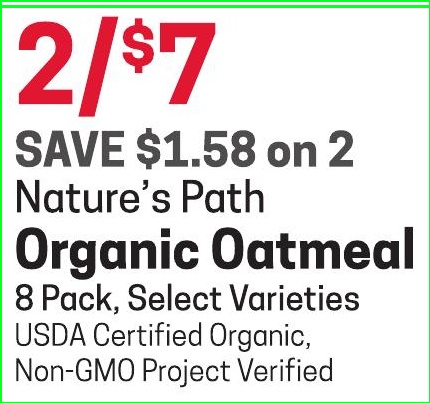 2/$7
SAVE $1.58 on 2
Nature's Path
Organic Oatmeal
8 Pack, Select Varieties
USDA Certified Organic,
Non-GMO Project Verified